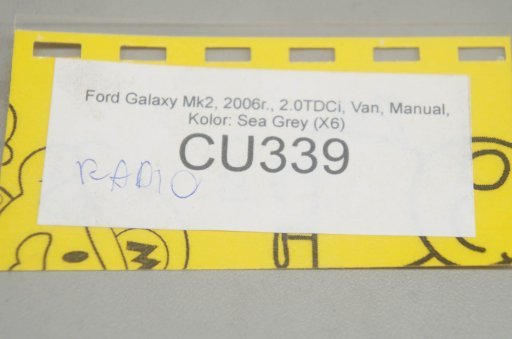 Ford Galaxy Mk2, 2006r., 2.0TDCi, Van, Manual,
Kolor: Sea Grey (X6)
CU339
RADIO
M